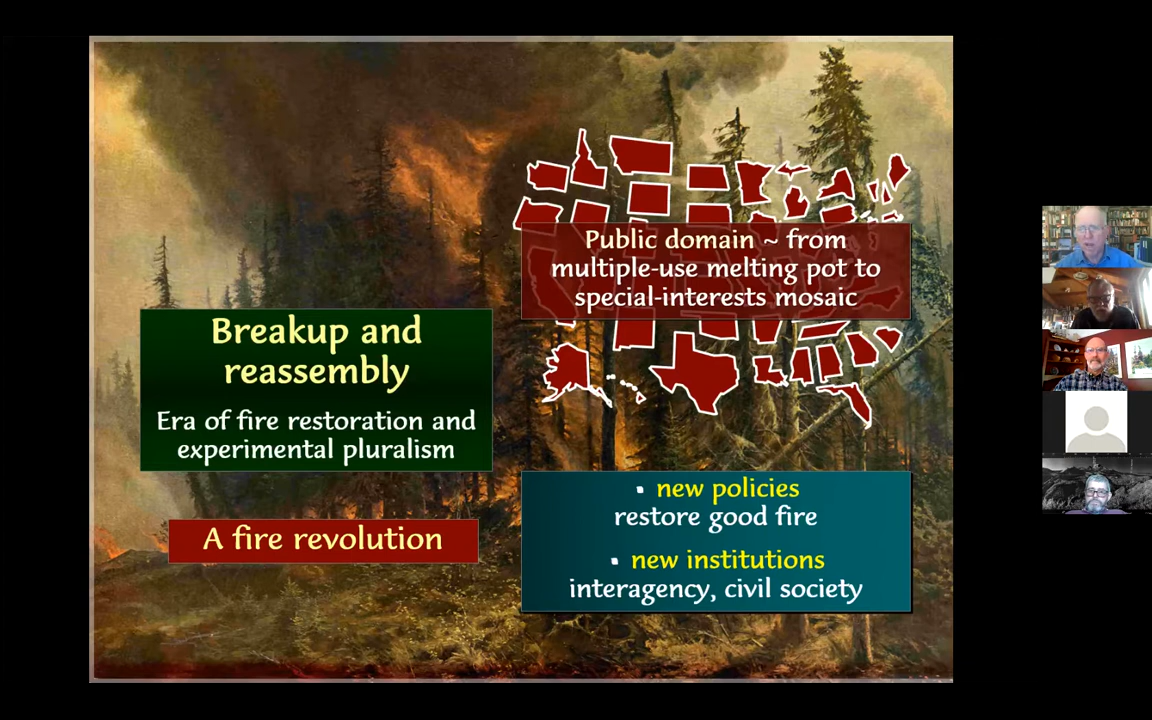 Breakup and
reassembly
Era of fire restoration and
experimental pluralism
A fire revolution
Public domain ~ from
multiple-use melting pot to
special-interests mosaic
▪ new policies
restore good fire
▪ new institutions
interagency, civil society